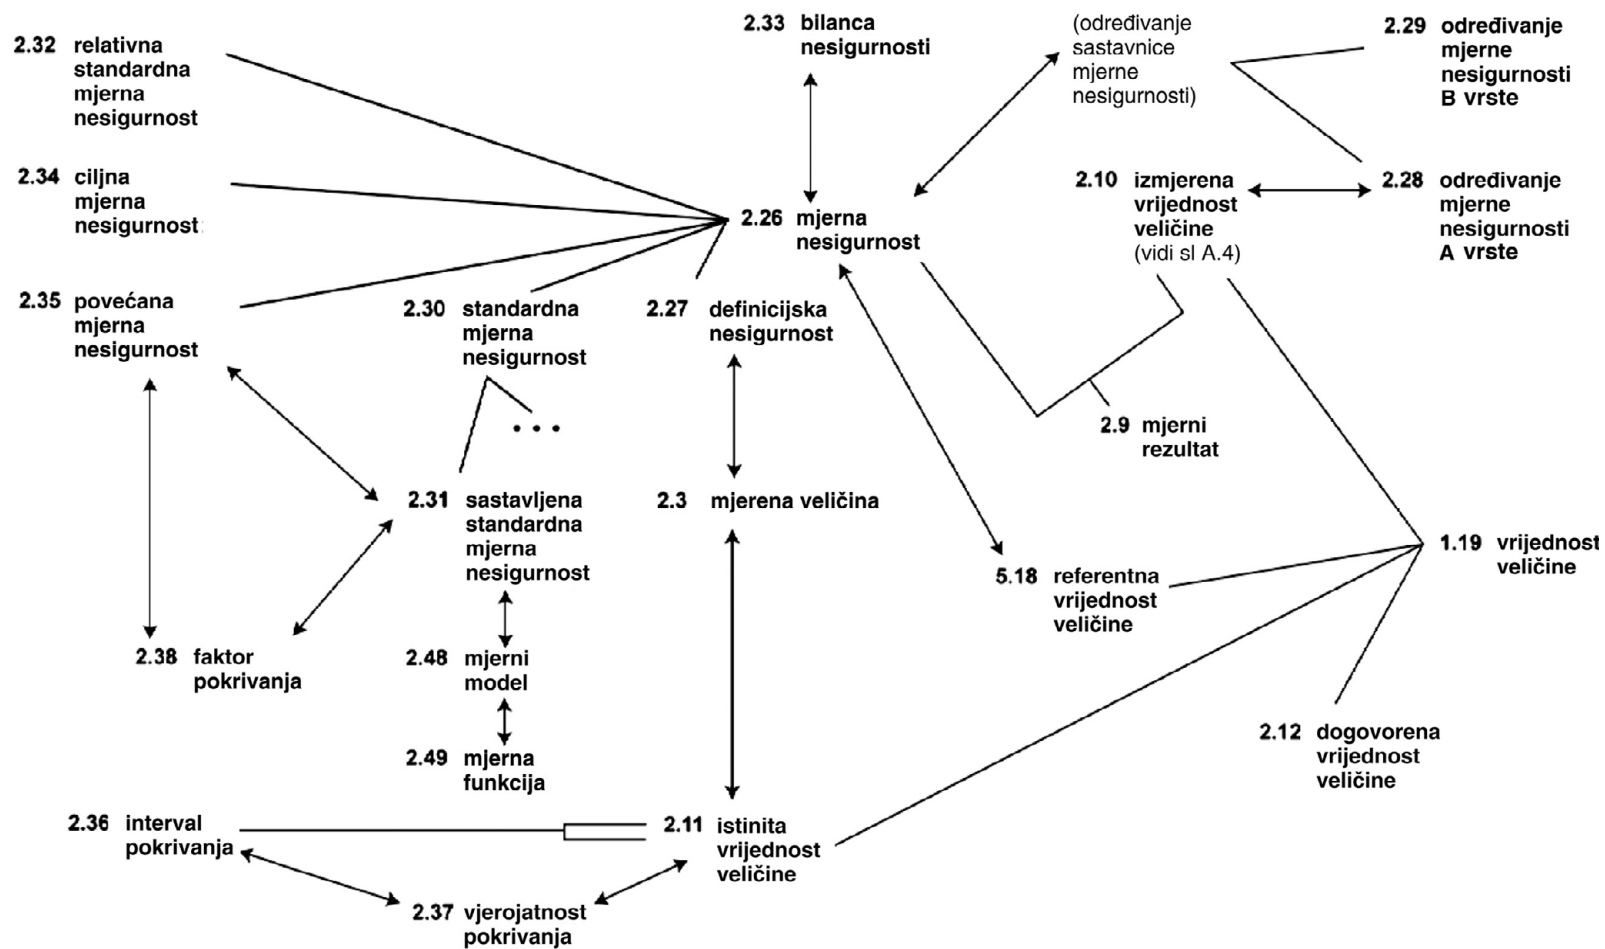 2.33 bilanca
nesigurnosti
(određivanje
sastavnice
mjerne
nesigurnosti)
2.29 određivanje
mjerne
nesigurnosti
B vrste
2.32 relativna
standardna
mjerna
nesigurnost
2.34 ciljna
mjerna
nesigurnost
2.26 mjerna
nesigurnost
2.10 izmjerena
vrijednost
veličine
(vidi sl A.4)
2.28 određivanje
mjerne
nesigurnosti
A vrste
2.35 povećana
mjerna
nesigurnost
2.30 standardna
mjerna
nesigurnost
2.27 definicijska
nesigurnost
• • •
2.9 mjerni
rezultat
2.31 sastavljena
standardna
mjerna
nesigurnost
2.3 mjerena veličina
5.18 referentna
vrijednost
veličine
1.19 vrijednost
veličine
2.38 faktor
pokrivanja
2.48 mjerni
model
2.49 mjerna
funkcija
2.12 dogovorena
vrijednost
veličine
2.36 interval
pokrivanja
2.11 istinita
vrijednost
veličine
2.37 vjerojatnost
pokrivanja